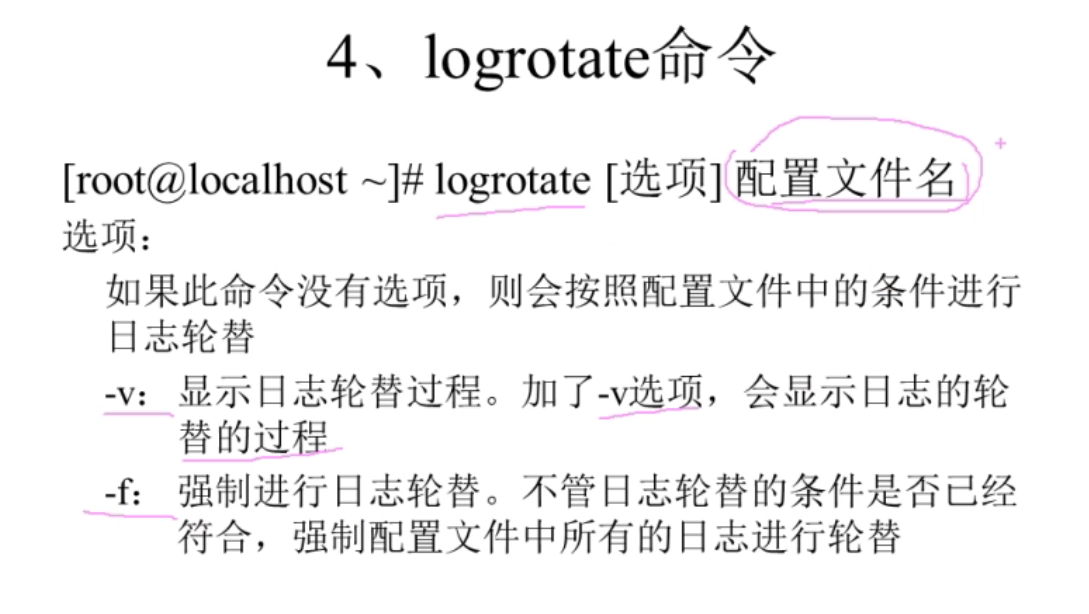 4、logrotate命令
[root@localhost ~]# logrotate [选项] 配置文件名
选项：
如果此命令没有选项，则会按照配置文件中的条件进行
日志轮替
-v： 显示日志轮替过程。加了-v选项，会显示日志的轮
替的过程
-f： 强制进行日志轮替。不管日志轮替的条件是否已经
符合，强制配置文件中所有的日志进行轮替